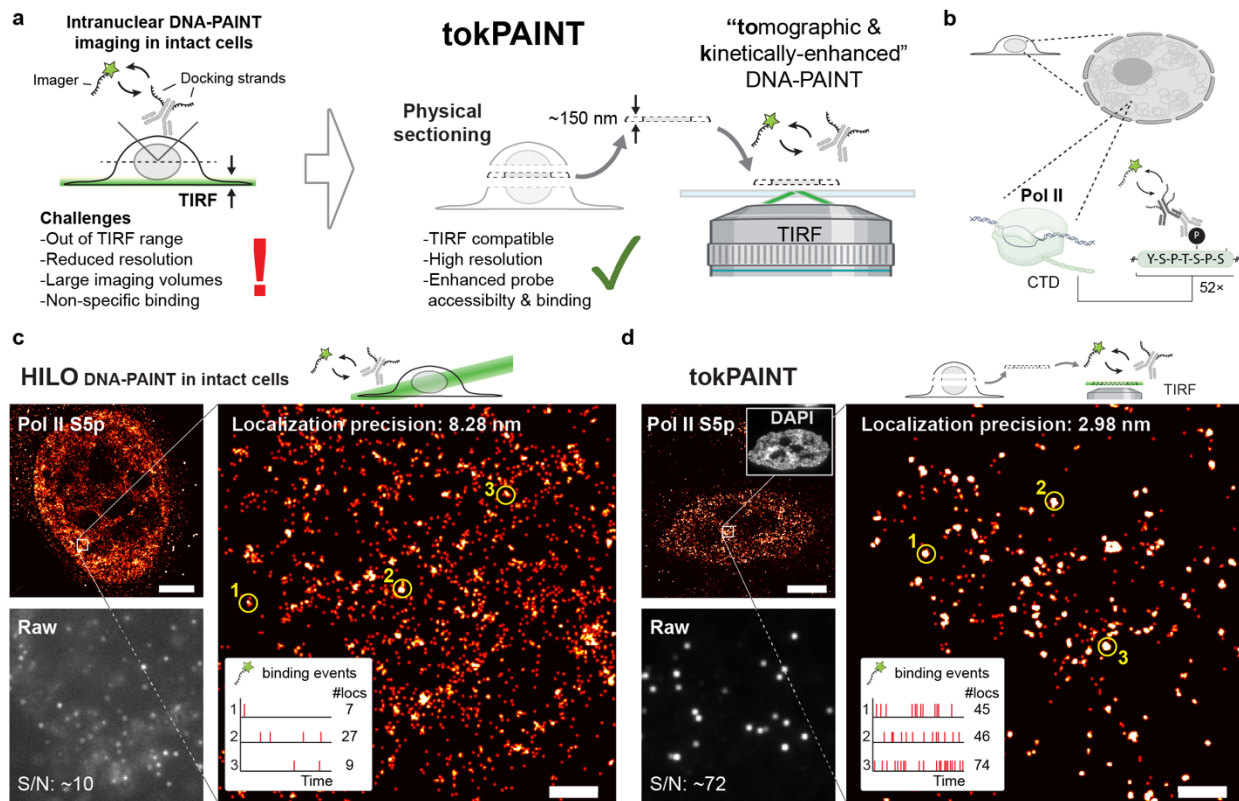 a
Intranuclear DNA-PAINT
imaging in intact cells
Imager
Docking strands
TIRF
Challenges
-Out of TIRF range
-Reduced resolution
-Large imaging volumes
-Non-specific binding
!
tokPAINT
Physical
sectioning
~150 nm
-TIRF compatible
-High resolution
-Enhanced probe
accessibilty & binding
“tomographic &
kinetically-enhanced”
DNA-PAINT
TIRF
b
Pol II
CTD
P
Y-S-P-T-S-P-S
52×
c
HILO DNA-PAINT in intact cells
Pol II S5p
Raw
S/N: ~10
Localization precision: 8.28 nm
3
2
1
binding events
#locs
1 7
2 27
3 9
Time
d
tokPAINT
TIRF
Pol II S5p
DAPI
Raw
S/N: ~72
Localization precision: 2.98 nm
2
1
3
binding events
#locs
1 45
2 46
3 74
Time